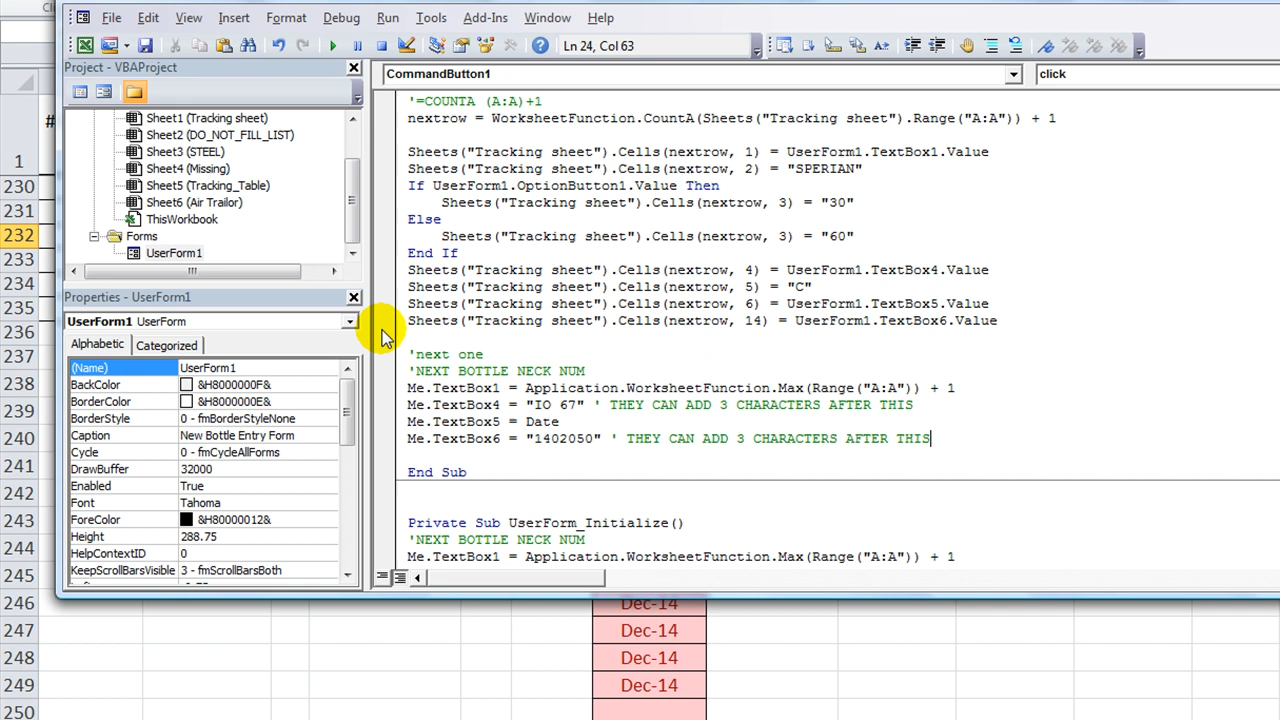 File Edit View Insert Format Debug Run Tools Add-Ins Window Help
Ln 24, Col 63
Project - VBAProject
Sheet1 (Tracking sheet)
Sheet2 (DO_NOT_FILL_LIST)
Sheet3 (STEEL)
Sheet4 (Missing)
Sheet5 (Tracking_Table)
Sheet6 (Air Trailor)
ThisWorkbook
Forms
UserForm1
Properties - UserForm1
UserForm1 UserForm
Alphabetic Categorized
(Name) UserForm1
BackColor &H8000000F&
BorderColor &H8000000E&
BorderStyle 0 - fmBorderStyleNone
Caption New Bottle Entry Form
Cycle 0 - fmCycleAllForms
DrawBuffer 32000
Enabled True
Font Tahoma
ForeColor &H80000012&
Height 288.75
HelpContextID 0
KeepScrollBarsVisible 3 - fmScrollBarsBoth
CommandButton1 click
'=COUNTA (A:A)+1
nextrow = WorksheetFunction.CountA(Sheets("Tracking sheet").Range("A:A")) + 1
Sheets("Tracking sheet").Cells(nextrow, 1) = UserForm1.TextBox1.Value
Sheets("Tracking sheet").Cells(nextrow, 2) = "SPERIAN"
If UserForm1.OptionButton1.Value Then
Sheets("Tracking sheet").Cells(nextrow, 3) = "30"
Else
Sheets("Tracking sheet").Cells(nextrow, 3) = "60"
End If
Sheets("Tracking sheet").Cells(nextrow, 4) = UserForm1.TextBox4.Value
Sheets("Tracking sheet").Cells(nextrow, 5) = "C"
Sheets("Tracking sheet").Cells(nextrow, 6) = UserForm1.TextBox5.Value
Sheets("Tracking sheet").Cells(nextrow, 14) = UserForm1.TextBox6.Value
'next one
'NEXT BOTTLE NECK NUM
Me.TextBox1 = Application.WorksheetFunction.Max(Range("A:A")) + 1
Me.TextBox4 = "IO 67" ' THEY CAN ADD 3 CHARACTERS AFTER THIS
Me.TextBox5 = Date
Me.TextBox6 = "1402050" ' THEY CAN ADD 3 CHARACTERS AFTER THIS
End Sub
Private Sub UserForm_Initialize()
'NEXT BOTTLE NECK NUM
Me.TextBox1 = Application.WorksheetFunction.Max(Range("A:A")) + 1
#
1
230
231
232
233
234
235
236
237
238
239
240
241
242
243
244
245
246 Dec-14
247 Dec-14
248 Dec-14
249 Dec-14
250